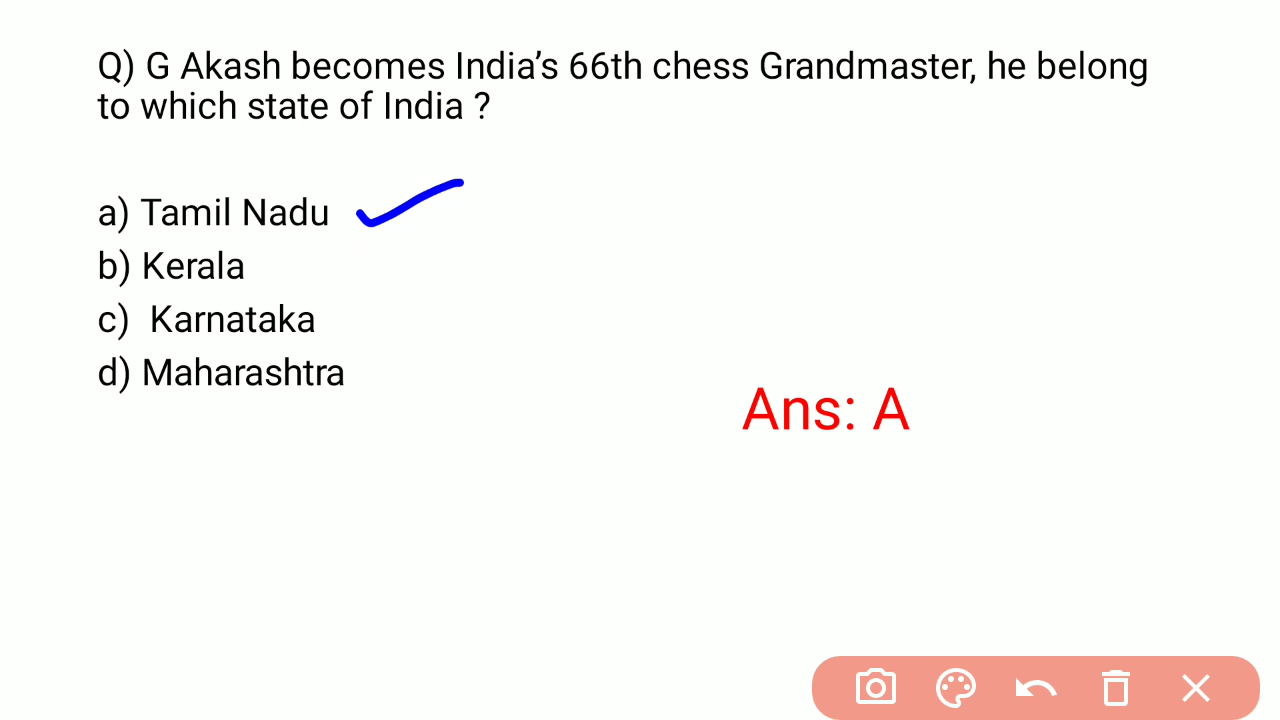 Q) G Akash becomes India’s 66th chess Grandmaster, he belong
to which state of India ?
a) Tamil Nadu
b) Kerala
c) Karnataka
d) Maharashtra
Ans: A